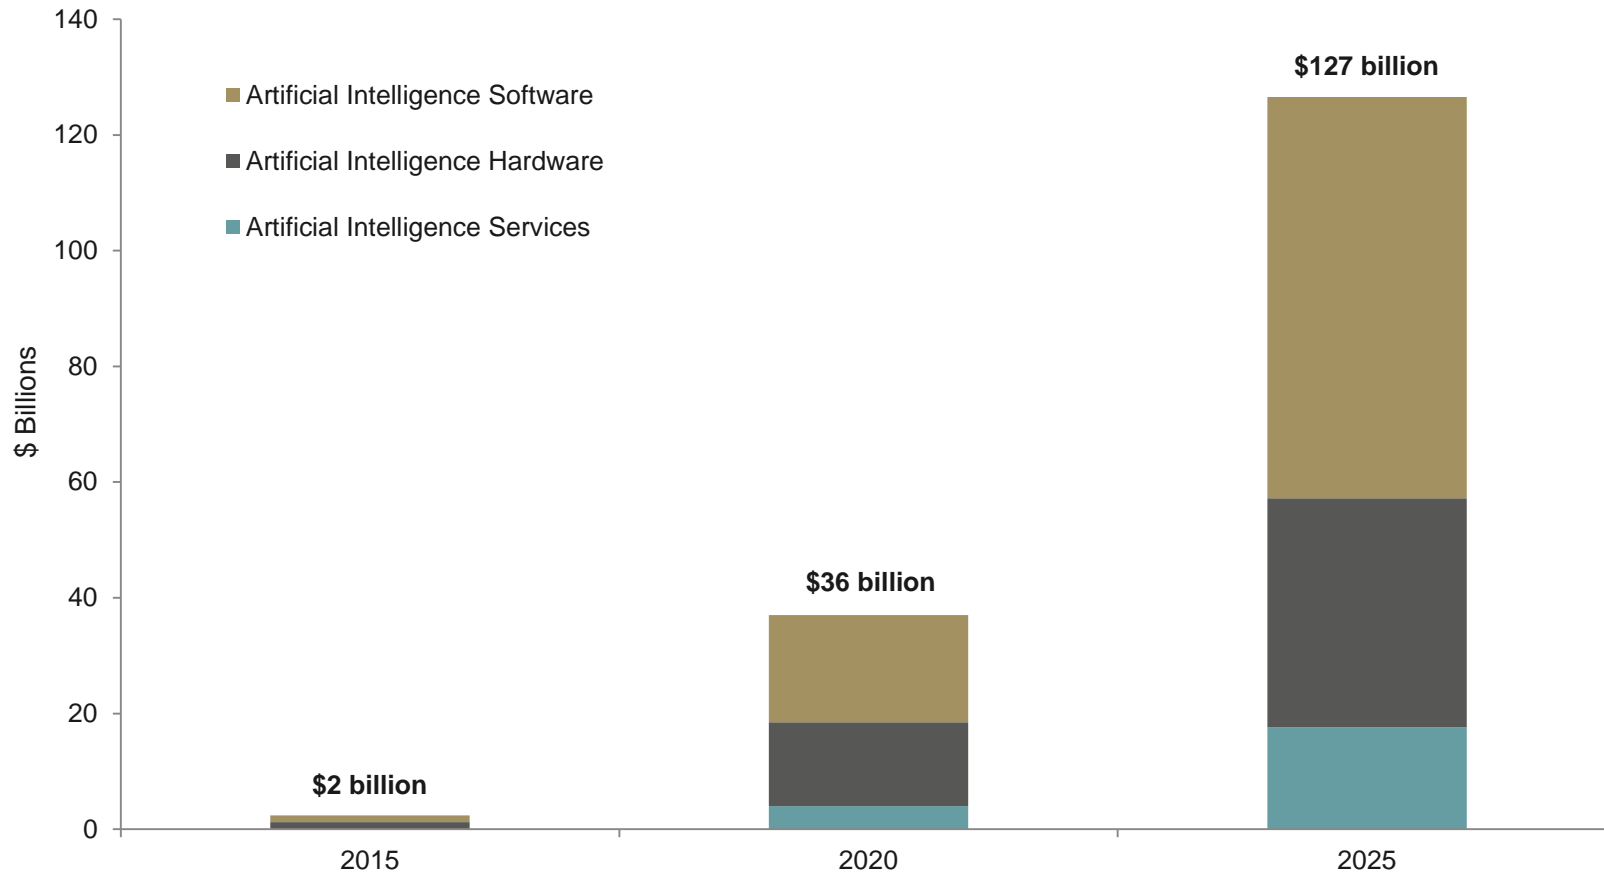 140
120
100
80
60
40
20
0
$ Billions
Artificial Intelligence Software
Artificial Intelligence Hardware
Artificial Intelligence Services
$2 billion
$36 billion
$127 billion
2015
2020
2025